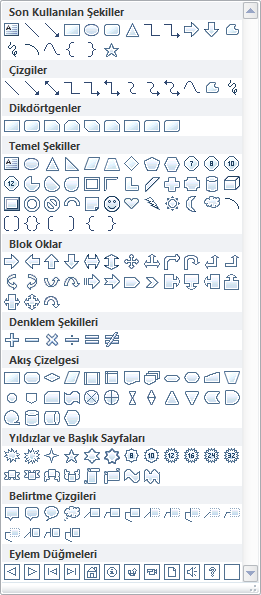 Son Kullanılan Şekiller
Çizgiler
Dikdörtgenler
Temel Şekiller
7 8 10
12
Blok Oklar
Denklem Şekilleri
Akış Çizelgesi
Yıldızlar ve Başlık Sayfaları
8 10 12 16 24 32
Belirtme Çizgileri
Eylem Düğmeleri